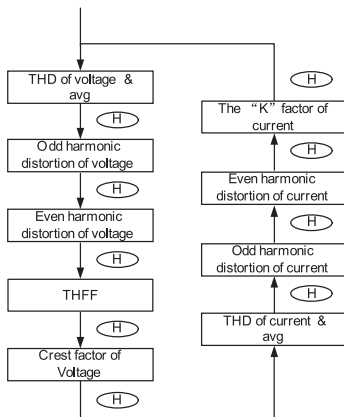 THD of voltage &
avg
H
Odd harmonic
distortion of voltage
H
Even harmonic
distortion of voltage
H
THFF
H
Crest factor of
Voltage
H
H
The “K” factor of
current
H
Even harmonic
distortion of current
H
Odd harmonic
distortion of current
H
THD of current &
avg